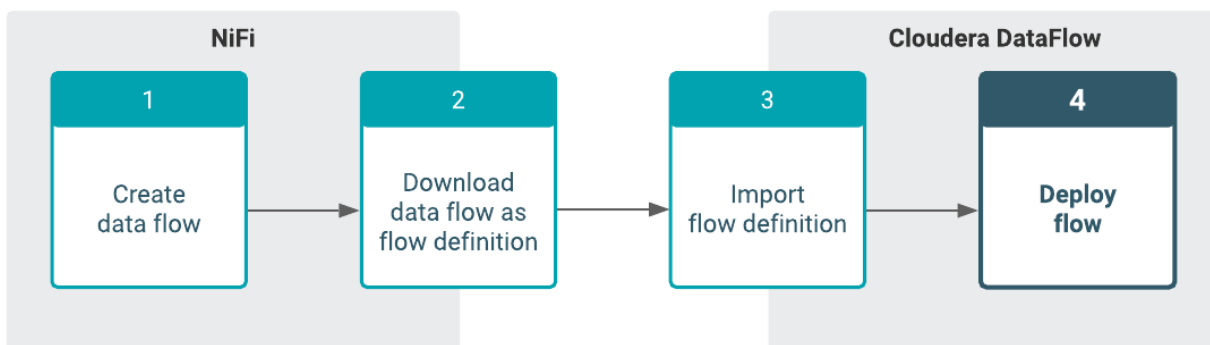 NiFi
Cloudera DataFlow
1
2
3
4
Create
data flow
Download
data flow as
flow definition
Import
flow definition
Deploy
flow